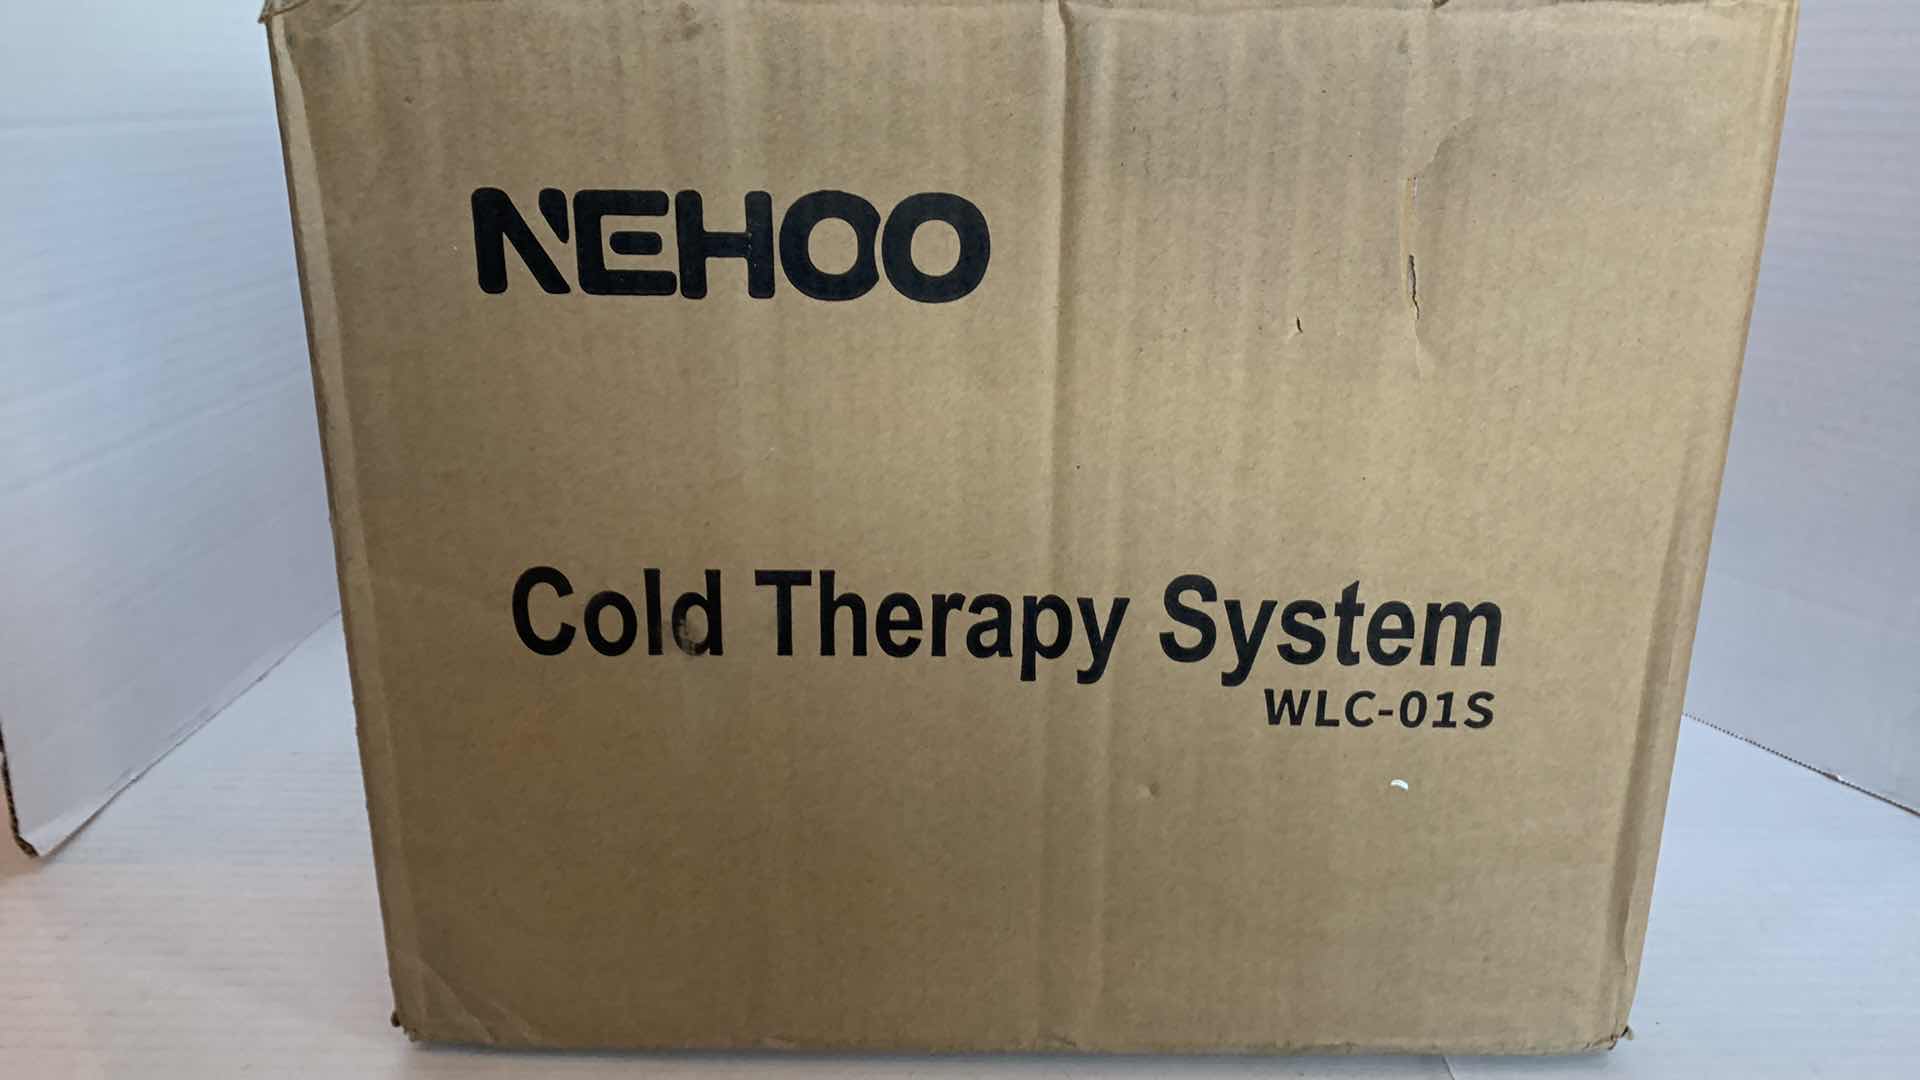 NEHOO
Cold Therapy System
WLC-01S